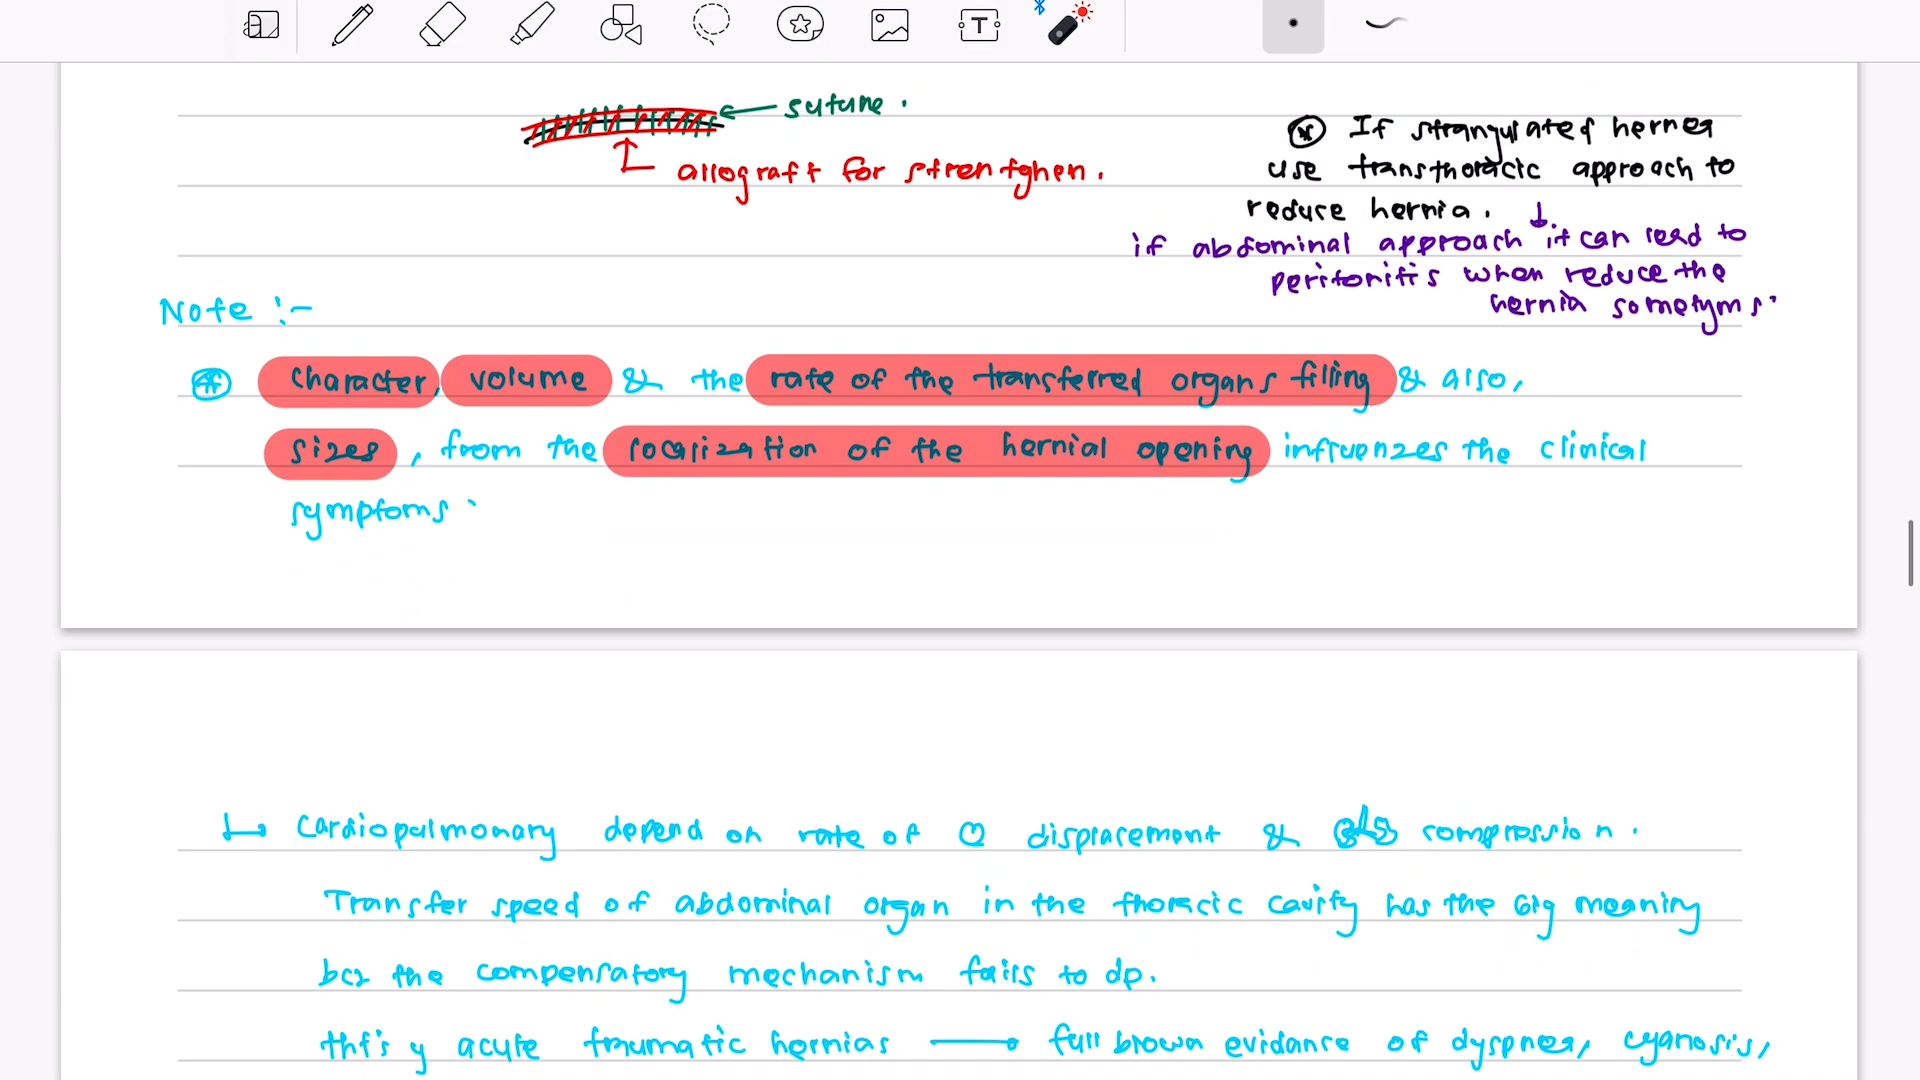 suture .
allograft for strentghen .
If strangulated hernea
use transthoracic approach to
reduce hernia . ↓
if abdominal approach it can lead to
peritonitis when reduce the
hernia sometyms .
Note :-
Character, volume & the rate of the transferred organs filling & also,
sizes , from the localization of the hernial opening influenzes the clinical
symptoms .
↳ Cardiopulmonary depend on rate of displacement & compression .
Transfer speed of abdominal organ in the thoracic cavity has the big meaning
bcz the compensatory mechanism fails to dp.
tht's y acute traumatic hernias → full brown evidance of dyspnea, cyanosis,